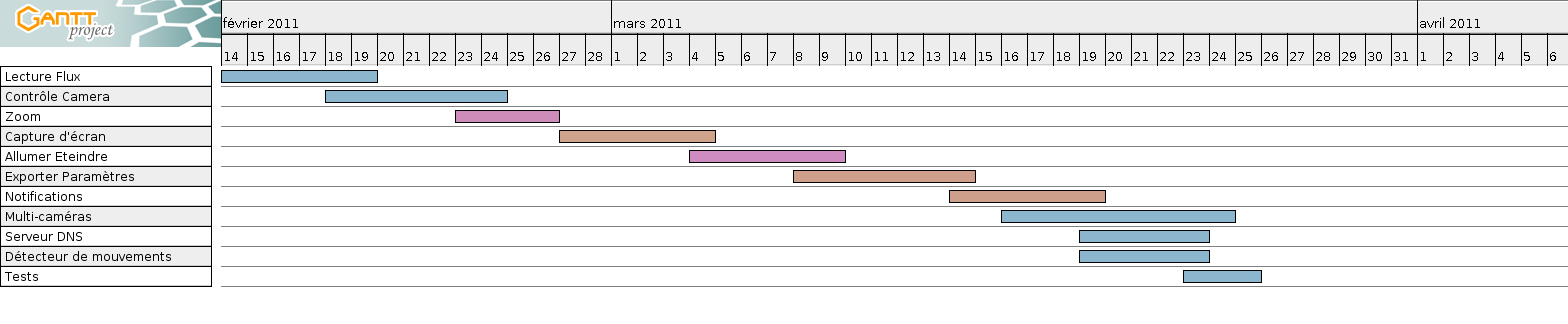 GANTT
project
février 2011 mars 2011 avril 2011
14 15 16 17 18 19 20 21 22 23 24 25 26 27 28 1 2 3 4 5 6 7 8 9 10 11 12 13 14 15 16 17 18 19 20 21 22 23 24 25 26 27 28 29 30 31 1 2 3 4 5 6
Lecture Flux
Contrôle Camera
Zoom
Capture d'écran
Allumer Eteindre
Exporter Paramètres
Notifications
Multi-caméras
Serveur DNS
Détecteur de mouvements
Tests